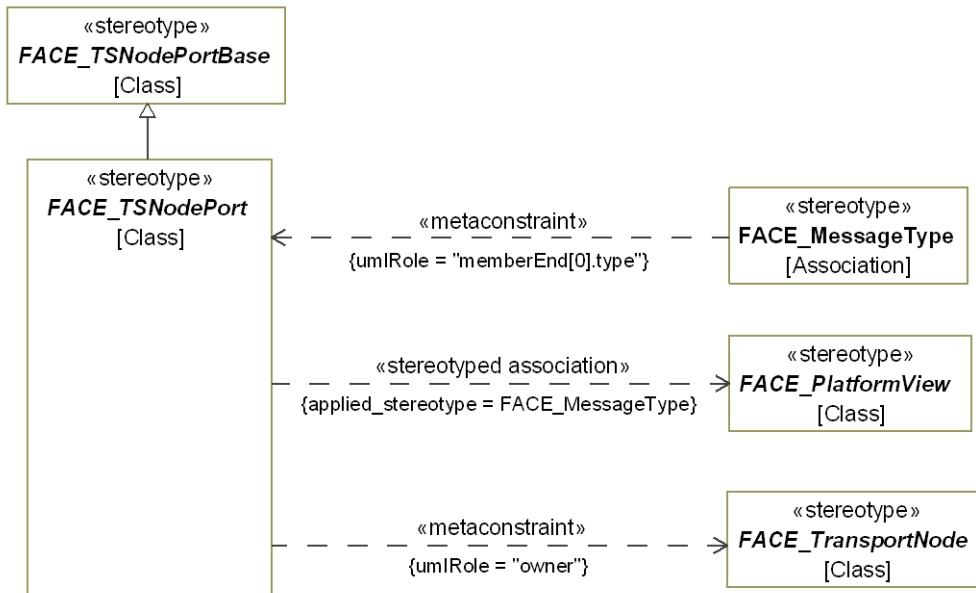 «stereotype»
FACE_TSNodePortBase
[Class]
«stereotype»
FACE_TSNodePort
[Class]
«metaconstraint»
{umlRole = "memberEnd[0].type"}
«stereotype»
FACE_MessageType
[Association]
«stereotyped association»
{applied_stereotype = FACE_MessageType}
«stereotype»
FACE_PlatformView
[Class]
«metaconstraint»
{umlRole = "owner"}
«stereotype»
FACE_TransportNode
[Class]